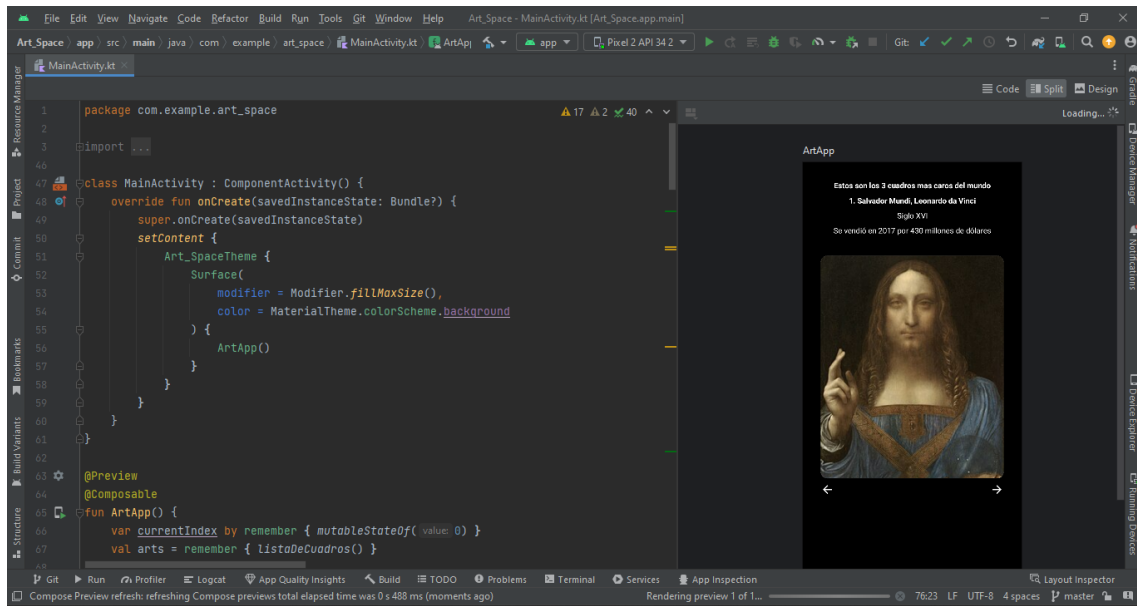 File Edit View Navigate Code Refactor Build Run Tools Git Window Help Art_Space - MainActivity.kt [Art_Space.app.main]
Art_Space app src main java com example art_space MainActivity.kt ArtAp app Pixel 2 API 34 2 Git:
MainActivity.kt
Code Split Design
Loading...
Resource Manager
Project
Commit
Bookmarks
Build Variants
Structure
17 2 40
1 package com.example.art_space
2
3 import ...
46
47 class MainActivity : ComponentActivity() {
48 override fun onCreate(savedInstanceState: Bundle?) {
49 super.onCreate(savedInstanceState)
50 setContent {
51 Art_SpaceTheme {
52 Surface(
53 modifier = Modifier.fillMaxSize(),
54 color = MaterialTheme.colorScheme.background
55 ) {
56 ArtApp()
57 }
58 }
59 }
60 }
61 }
62
63 @Preview
64 @Composable
65 fun ArtApp() {
66 var currentIndex by remember { mutableStateOf( value: 0) }
67 val arts = remember { listaDeCuadros() }
68
ArtApp
Estos son los 3 cuadros mas caros del mundo
1. Salvador Mundi, Leonardo da Vinci
Siglo XVI
Se vendió en 2017 por 430 millones de dólares
Gradle
Device Manager
Notifications
Device Explorer
Running Devices
Git Run Profiler Logcat App Quality Insights Build TODO Problems Terminal Services App Inspection Layout Inspector
Compose Preview refresh: refreshing Compose previews total elapsed time was 0 s 488 ms (moments ago) Rendering preview 1 of 1... 76:23 LF UTF-8 4 spaces master